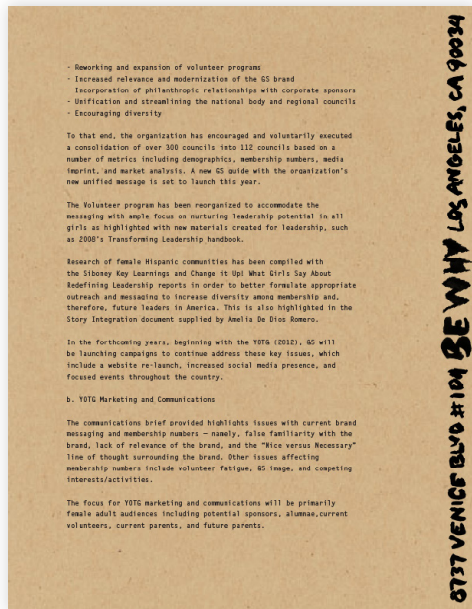 - Reworking and expansion of volunteer programs
- Increased relevance and modernization of the GS brand
Incorporation of philanthropic relationships with corporate sponsors
- Unification and streamlining the national body and regional councils
- Encouraging diversity
To that end, the organization has encouraged and voluntarily executed
a consolidation of over 300 councils into 112 councils based on a
number of metrics including demographics, membership numbers, media
imprint, and market analysis. A new GS guide with the organization's
new unified message is set to launch this year.
The Volunteer program has been reorganized to accommodate the
messaging with ample focus on nurturing leadership potential in all
girls as highlighted with new materials created for leadership, such
as 2008's Transforming Leadership handbook.
Research of female Hispanic communities has been compiled with
the Siboney Key Learnings and Change it Up! What Girls Say About
Redefining Leadership reports in order to better formulate appropriate
outreach and messaging to increase diversity among membership and,
therefore, future leaders in America. This is also highlighted in the
Story Integration document supplied by Amelia De Dios Romero.
In the forthcoming years, beginning with the YOTG (2012), GS will
be launching campaigns to continue address these key issues, which
include a website re-launch, increased social media presence, and
focused events throughout the country.
b. YOTG Marketing and Communications
The communications brief provided highlights issues with current brand
messaging and membership numbers – namely, false familiarity with the
brand, lack of relevance of the brand, and the "Nice versus Necessary"
line of thought surrounding the brand. Other issues affecting
membership numbers include volunteer fatigue, GS image, and competing
interests/activities.
The focus for YOTG marketing and communications will be primarily
female adult audiences including potential sponsors, alumnae,current
volunteers, current parents, and future parents.
8737 VENICE BLVD #104 BE WHY LOS ANGELES, CA 90034